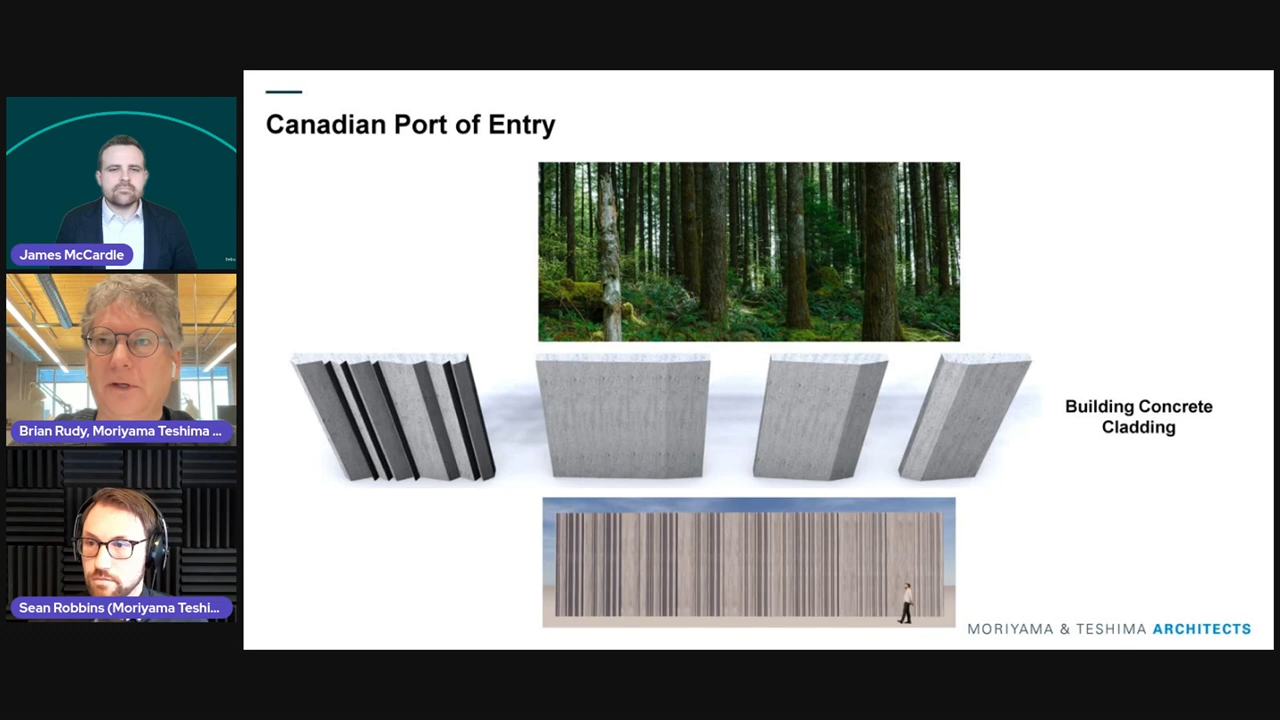 Canadian Port of Entry
James McCardle
Brian Rudy, Moriyama Teshima ...
Building Concrete
Cladding
Sean Robbins (Moriyama Teshi...
MORIYAMA & TESHIMA ARCHITECTS